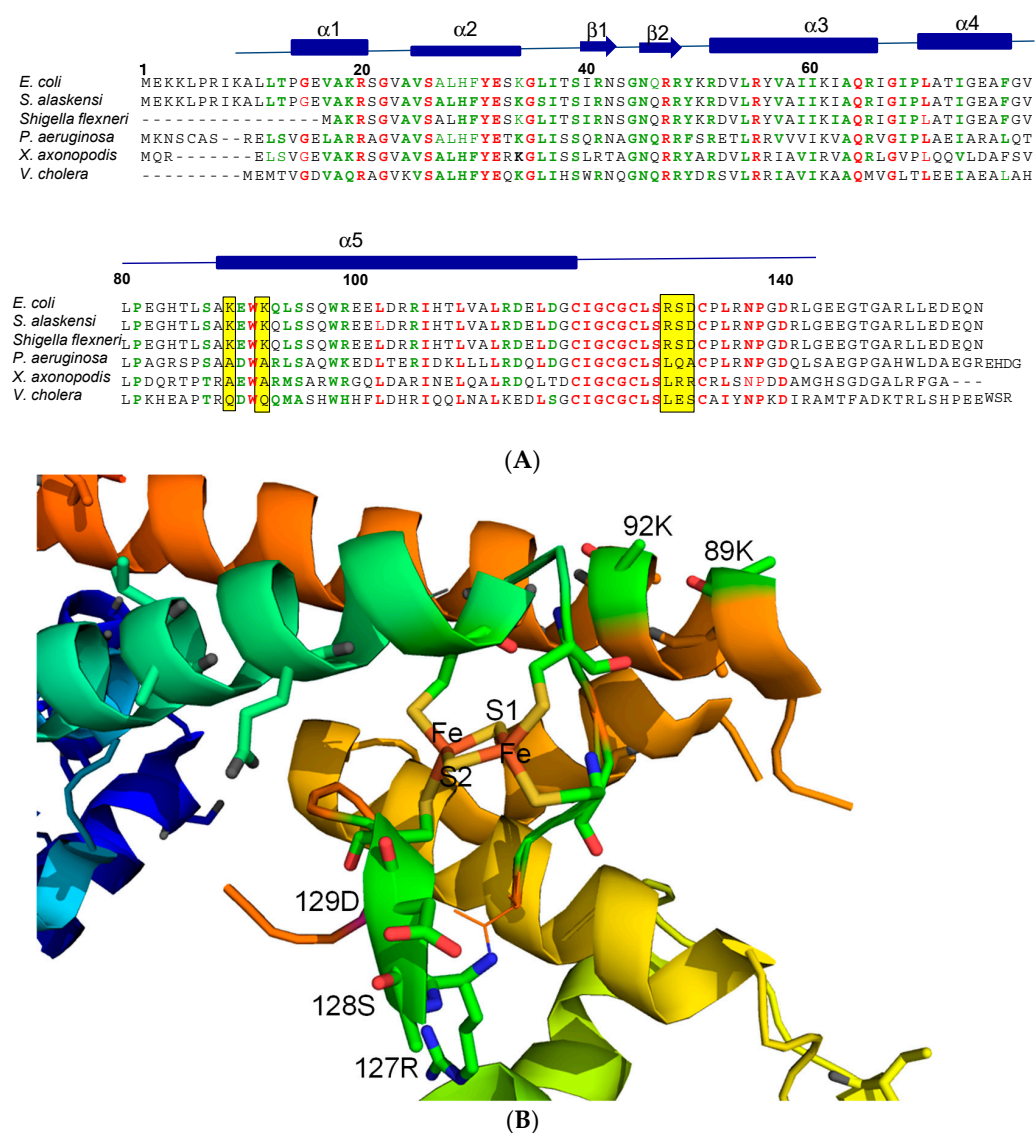 α1 α2 β1 β2 α3 α4
1 20 40 60
E. coli MEKKLPRIKALLTPGEVAKRSGVAVSALHFYESKGLITSIRNSGNQRRYKRDVLRYVAIIKIAQRIGIPLATIGEAFGV
S. alaskensi MEKKLPRIKALLTPGEVAKRSGVAVSALHFYESKGSITSIRNSGNQRRYKRDVLRYVAIIKIAQRIGIPLATIGEAFGV
Shigella flexneri ----------------MAKRSGVAVSALHFYESKGLITSIRNSGNQRRYKRDVLRYVAIIKIAQRIGIPLATIGEAFGV
P. aeruginosa MKNSCAS--RELSVGELARRAGVAVSALHFYETKGLISSQRNAGNQRRFSRETLRRVVVIKVAQRVGIPLAEIARALQT
X. axonopodis MQR-------ELSVGEVAKRSGVAVSALHFYERKGLISSLRTAGNQRRYARDVLRRIAVIRVAQRLGVPLQQVLDAFSV
V. cholera ---------MEMTVGDVAQRAGVKVSALHFYEQKGLIHSWRNQGNQRRYDRSVLRRIAVIKAAQMVGLTLEEIAEALAH
α5
80 100 140
E. coli LPEGHTLSAKEWKQLSSQWREELDRRIHTLVALRDELDGCIGCGCLSRSDCPLRNPGDRLGEEGTGARLLEDEQN
S. alaskensi LPEGHTLSAKEWKQLSSQWREELDRRIHTLVALRDELDGCIGCGCLSRSDCPLRNPGDRLGEEGTGARLLEDEQN
Shigella flexneri LPEGHTLSAKEWKQLSSQWREELDRRIHTLVALRDELDGCIGCGCLSRSDCPLRNPGDRLGEEGTGARLLEDEQN
P. aeruginosa LPAGRSPSAADWARLSAQWKEDLTERIDKLLLLRDQLDGCIGCGCLSLQACPLRNPGDQLSAEGPGAHWLDAEGREHDG
X. axonopodis LPDQRTPTRAEWARMSARWRGQLDARINELQALRDQLTDCIGCGCLSLRRCRLSNPDDAMGHSGDGALRFGA---
V. cholera LPKHEAPTRQDWQQMASHWHHFLDHRIQQLNALKEDLSGCIGCGCLSLESCAIYNPKDIRAMTFADKTRLSHPEEWSR
(A)
92K 89K
S1
Fe
Fe
S2
129D
128S
127R
(B)